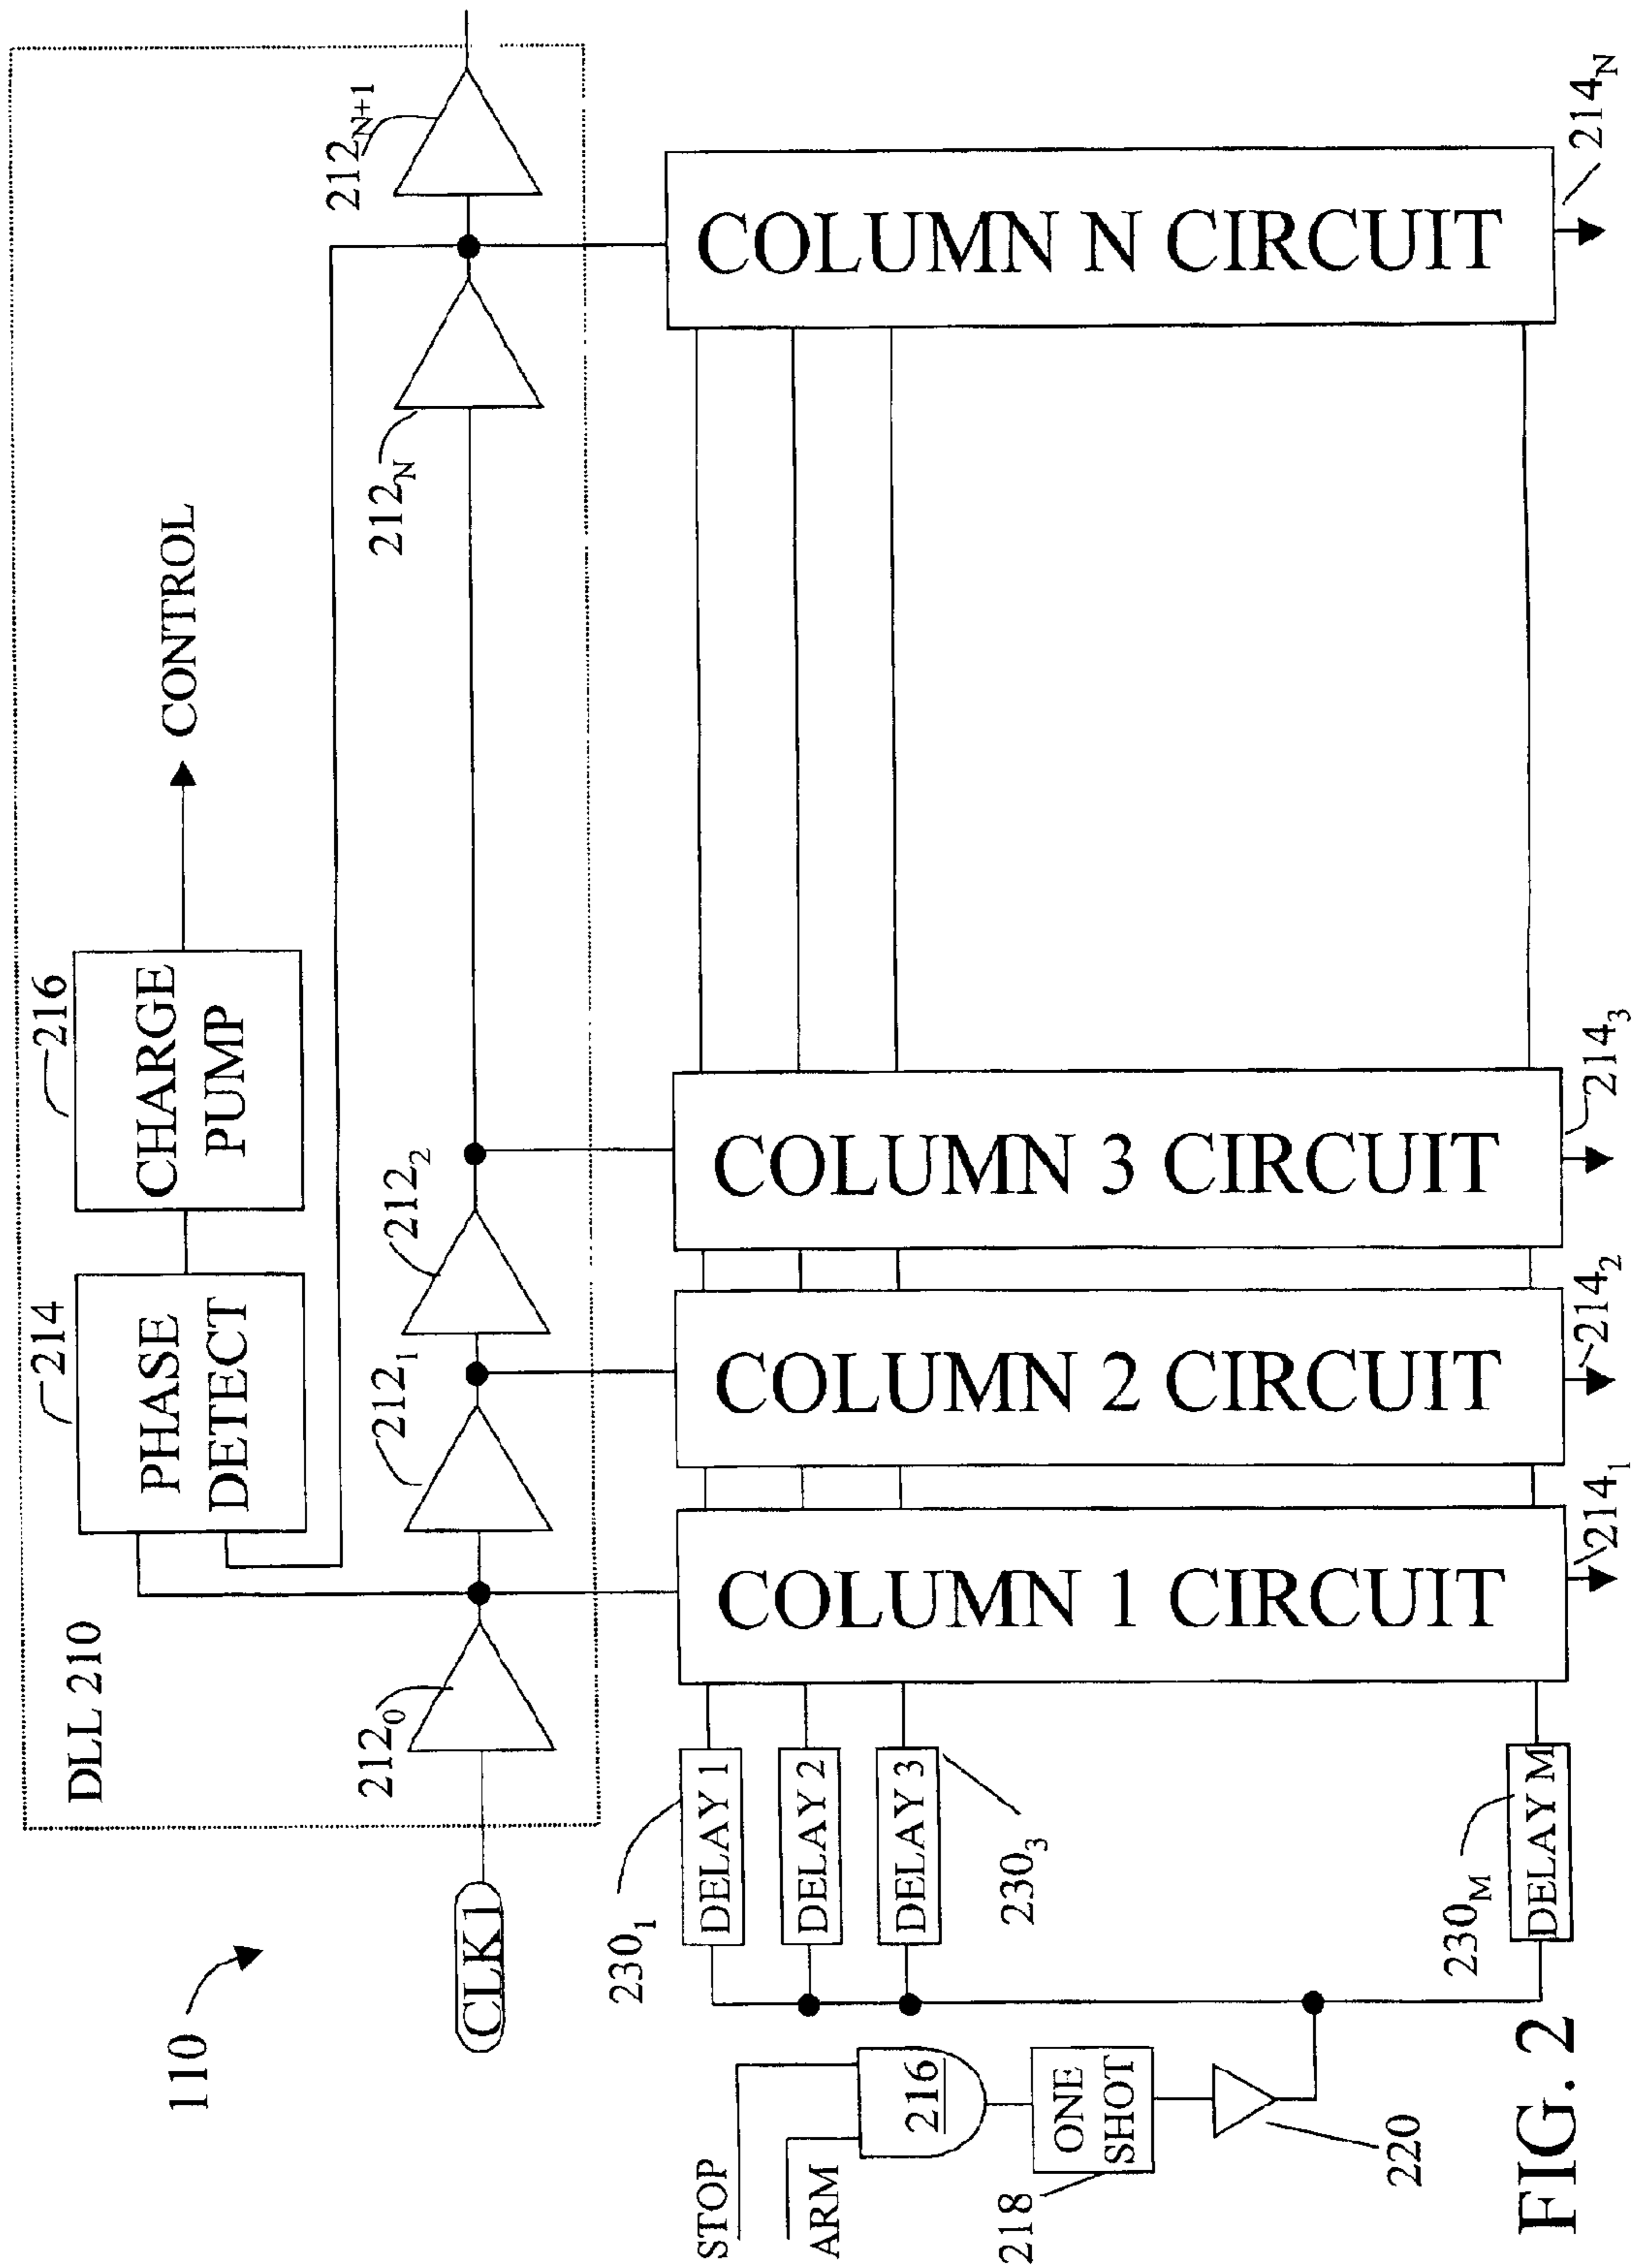 110
DLL 210
214
PHASE
DETECT
216
CHARGE
PUMP
CONTROL
CLK1
212₀
212₁
212₂
212_N
212_N+1
STOP
ARM
216
218
ONE
SHOT
220
230₁
DELAY 1
DELAY 2
DELAY 3
230₃
230_M
DELAY M
COLUMN 1 CIRCUIT
COLUMN 2 CIRCUIT
COLUMN 3 CIRCUIT
COLUMN N CIRCUIT
214₁
214₂
214₃
214_N
FIG. 2